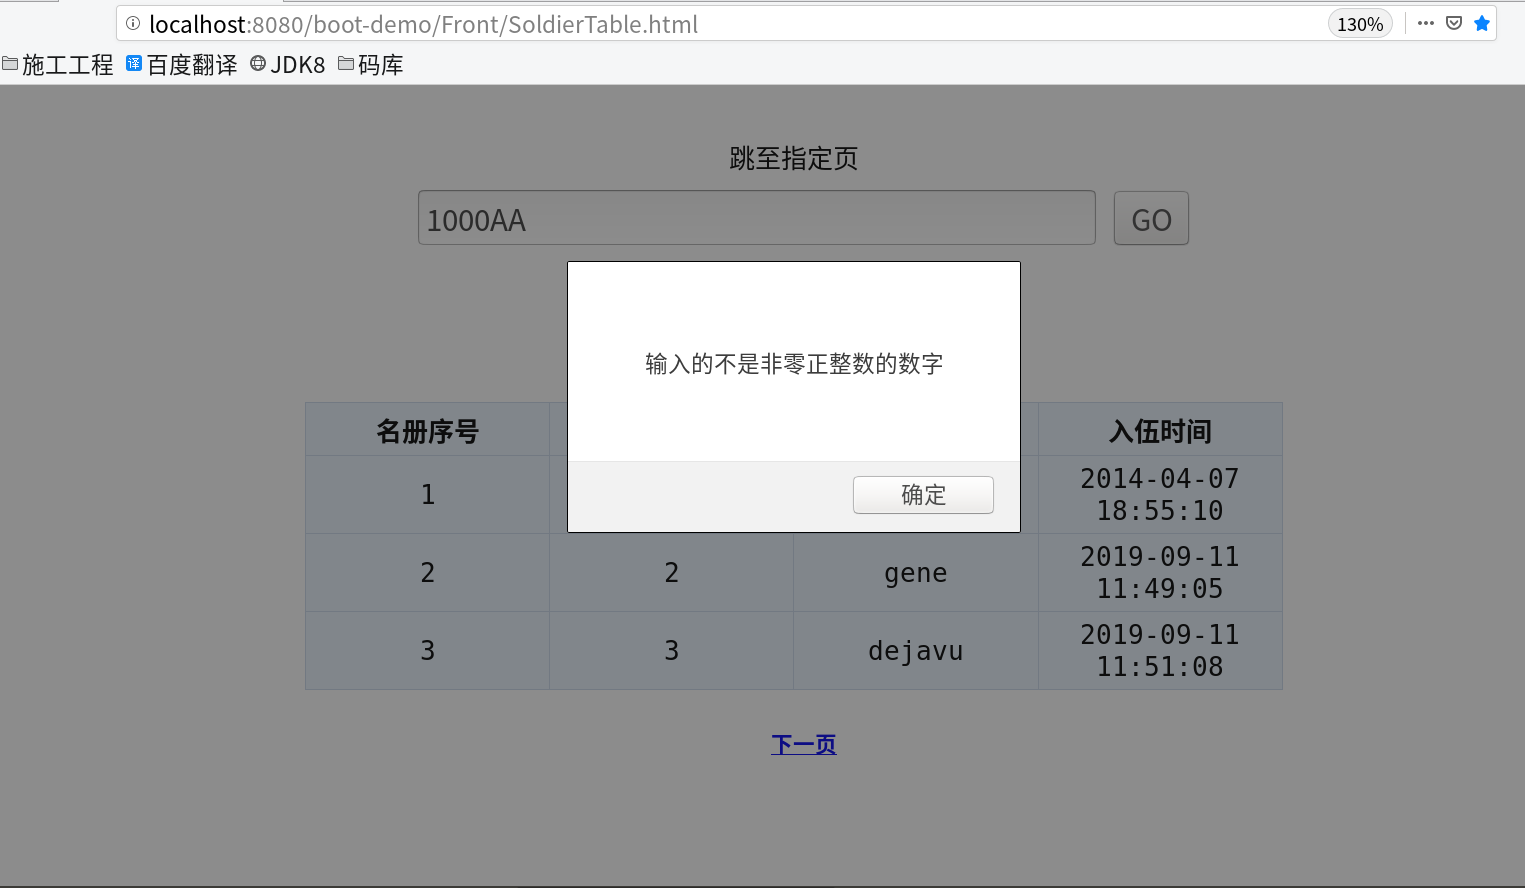 localhost:8080/boot-demo/Front/SoldierTable.html 130%
施工工程 译 百度翻译 JDK8 码库
跳至指定页
1000AA GO
输入的不是非零正整数的数字
确定
名册序号 入伍时间
1 2014-04-07
18:55:10
2 2 gene 2019-09-11
11:49:05
3 3 dejavu 2019-09-11
11:51:08
下一页